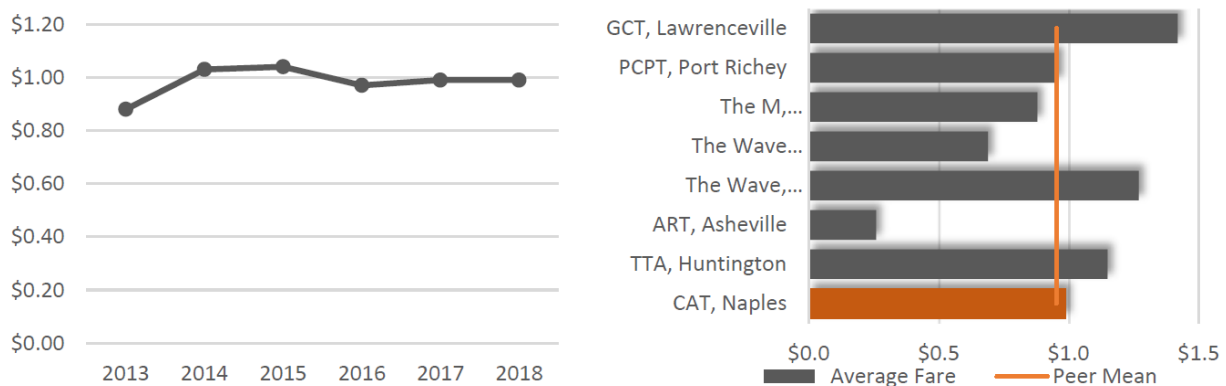 $1.20
$1.00
$0.80
$0.60
$0.40
$0.20
$0.00
2013 2014 2015 2016 2017 2018
GCT, Lawrenceville
PCPT, Port Richey
The M,...
The Wave...
The Wave,...
ART, Asheville
TTA, Huntington
CAT, Naples
$0.0 $0.5 $1.0 $1.5
Average Fare Peer Mean